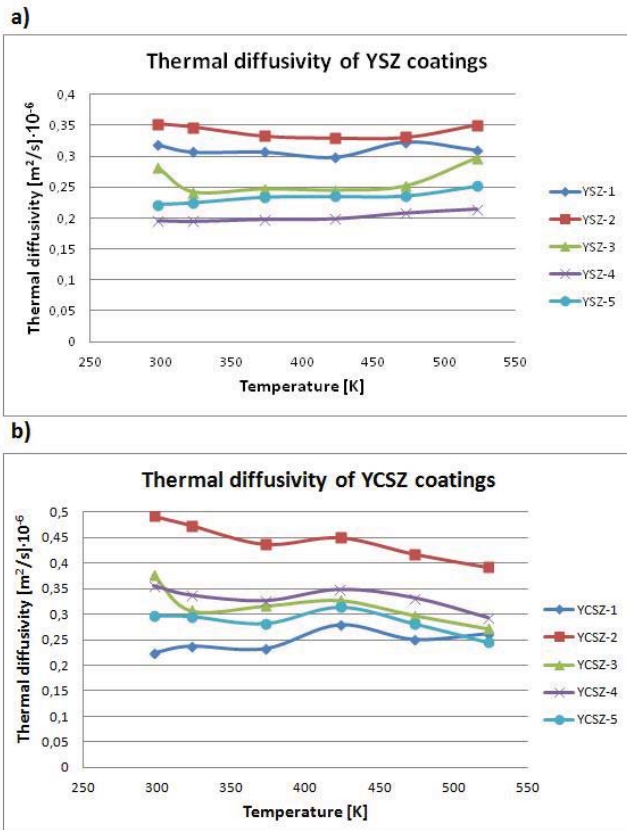 a)
Thermal diffusivity of YSZ coatings
Thermal diffusivity [m²/s]·10⁻⁶
0,4
0,35
0,3
0,25
0,2
0,15
0,1
0,05
0
250 300 350 400 450 500 550
Temperature [K]
YSZ-1
YSZ-2
YSZ-3
YSZ-4
YSZ-5
b)
Thermal diffusivity of YCSZ coatings
Thermal diffusivity [m²/s]·10⁻⁶
0,5
0,45
0,4
0,35
0,3
0,25
0,2
0,15
0,1
0,05
0
250 300 350 400 450 500 550
Temperature [K]
YCSZ-1
YCSZ-2
YCSZ-3
YCSZ-4
YCSZ-5